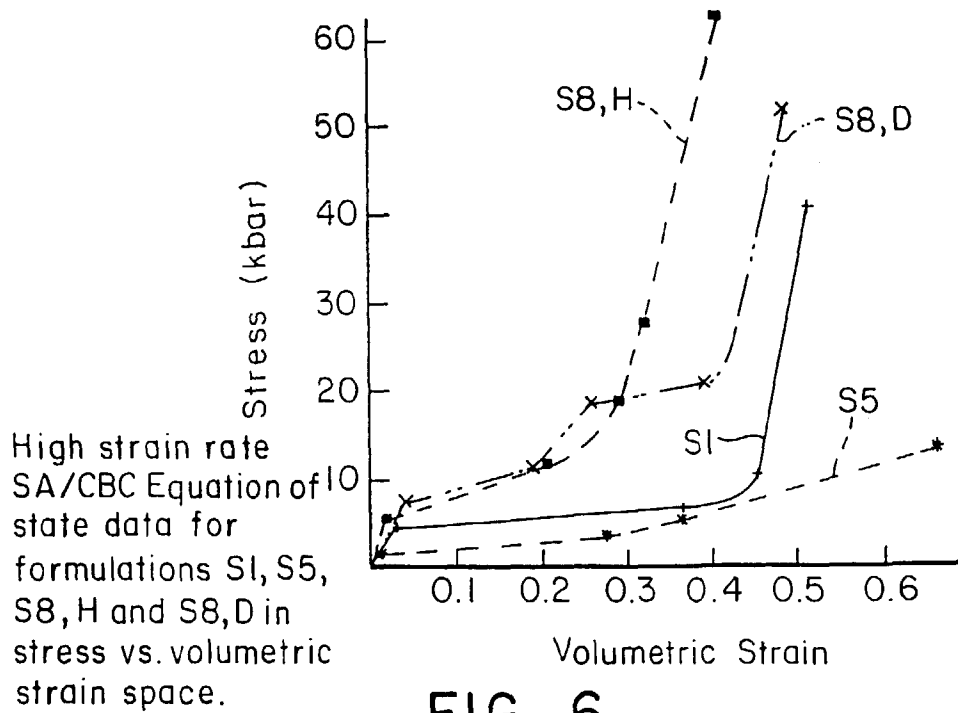 60
50
40
30
20
10
Stress (kbar)
S8,H
S8,D
S1
S5
0.1
0.2
0.3
0.4
0.5
0.6
Volumetric Strain
High strain rate
SA/CBC Equation of
state data for
formulations S1, S5,
S8,H and S8,D in
stress vs. volumetric
strain space.
FIG. 6